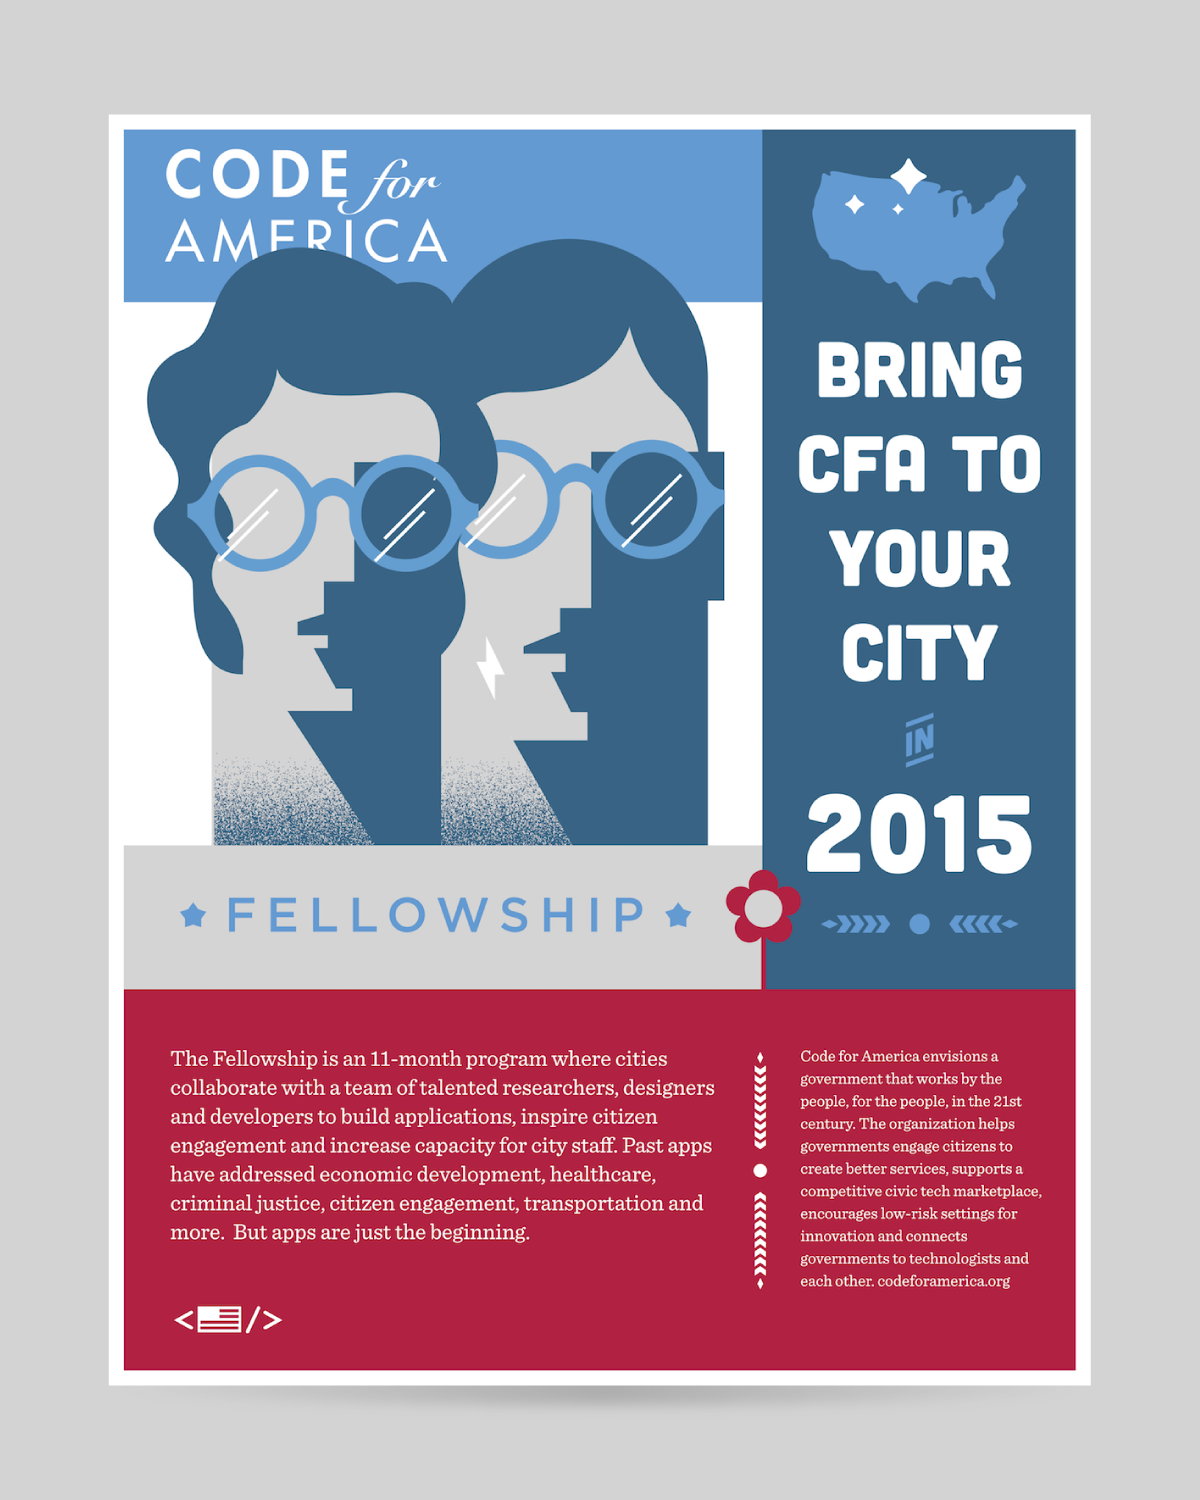 CODE for
AMERICA
BRING
CFA TO
YOUR
CITY
IN
2015
FELLOWSHIP
The Fellowship is an 11-month program where cities
collaborate with a team of talented researchers, designers
and developers to build applications, inspire citizen
engagement and increase capacity for city staff. Past apps
have addressed economic development, healthcare,
criminal justice, citizen engagement, transportation and
more.  But apps are just the beginning.
Code for America envisions a
government that works by the
people, for the people, in the 21st
century. The organization helps
governments engage citizens to
create better services, supports a
competitive civic tech marketplace,
encourages low-risk settings for
innovation and connects
governments to technologists and
each other. codeforamerica.org